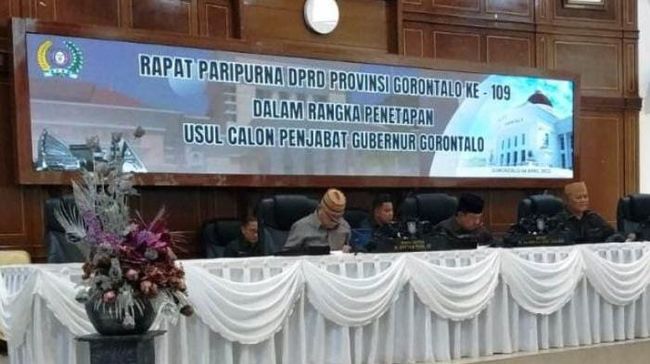 RAPAT PARIPURNA DPRD PROVINSI GORONTALO KE - 109
DALAM RANGKA PENETAPAN
USUL CALON PENJABAT GUBERNUR GORONTALO